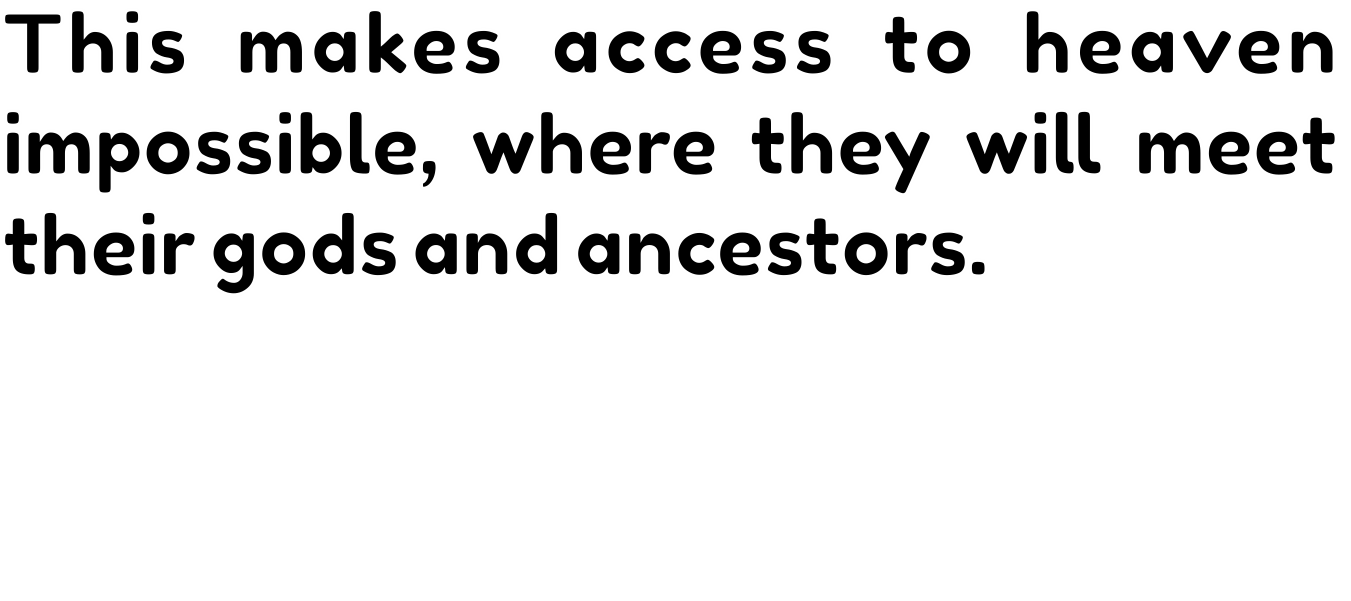 This makes access to heaven
impossible, where they will meet
their gods and ancestors.